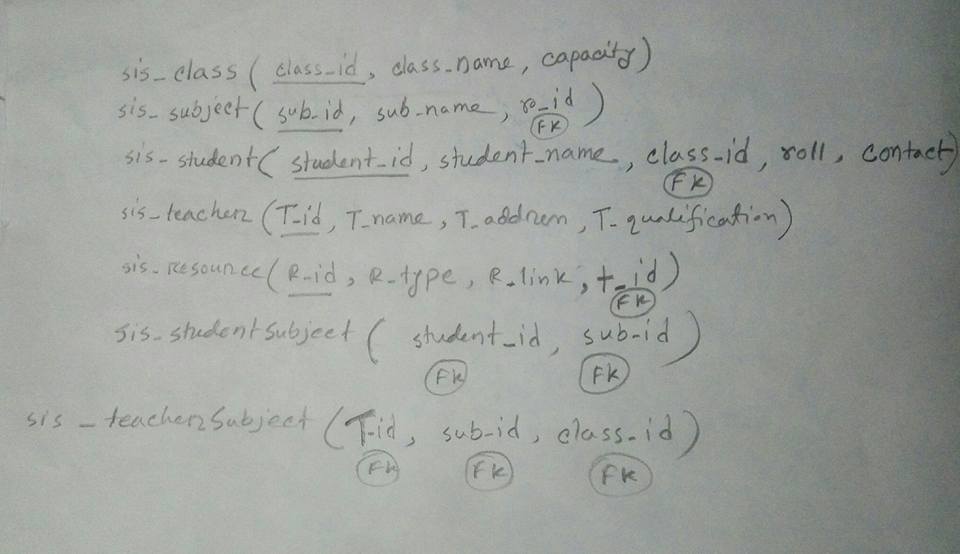 sis_class ( class_id, class_name, capacity)
sis_subject ( sub_id, sub_name, r_id )
FK
sis_student ( student_id, student_name, class_id, roll, contact)
FK
sis_teacher (T_id, T_name, T_address, T_qualification)
sis_Resource ( R_id, R_type, R_link, t_id )
FK
sis_studentSubject ( student_id, sub_id )
FK FK
sis_teacherSubject (T_id, sub_id, class_id )
FK FK FK